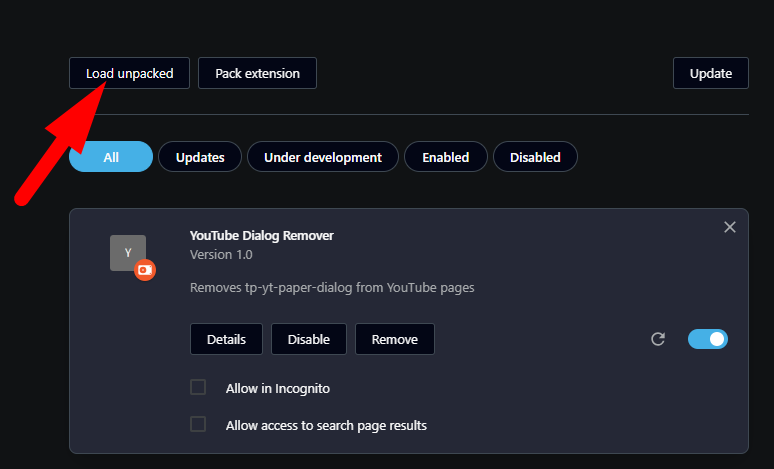 Load unpacked Pack extension Update
All Updates Under development Enabled Disabled
Y
YouTube Dialog Remover
Version 1.0
Removes tp-yt-paper-dialog from YouTube pages
Details Disable Remove
Allow in Incognito
Allow access to search page results